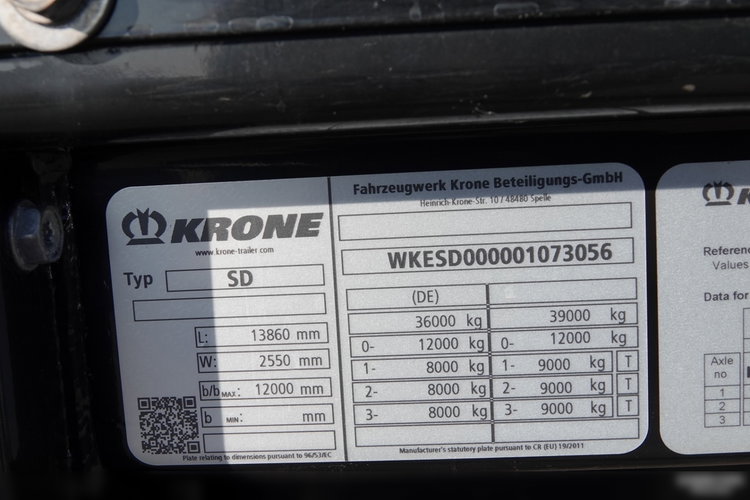 KRONE
www.krone-trailer.com
Typ SD
L: 13860 mm
W: 2550 mm
b/b MAX: 12000 mm
b MIN: mm
Plate relating to dimensions pursuant to 96/53/EC
Fahrzeugwerk Krone Beteiligungs-GmbH
Heinrich-Krone-Str. 10 / 48480 Spelle
WKESD000001073056
(DE)
36000 kg 39000 kg
0- 12000 kg 0- 12000 kg
1- 8000 kg 1- 9000 kg T
2- 8000 kg 2- 9000 kg T
3- 8000 kg 3- 9000 kg T
Manufacturer's statutory plate pursuant to CR (EU) 19/2011
Values
Data for
Axle
no
1
2
3